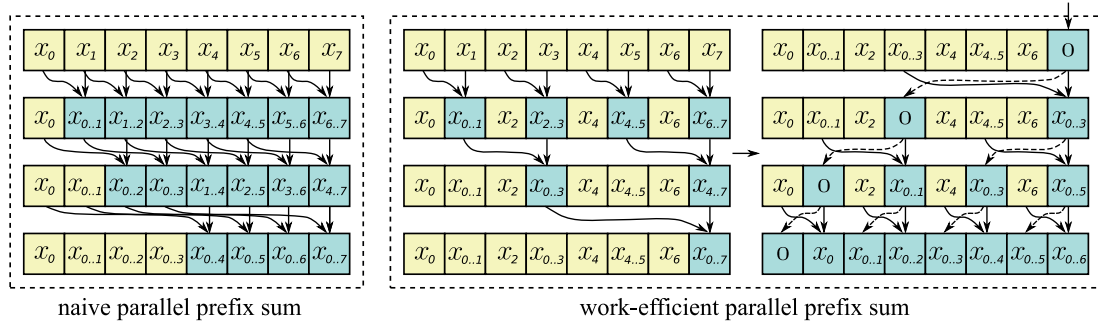 x0 x1 x2 x3 x4 x5 x6 x7
x0 x0..1 x1..2 x2..3 x3..4 x4..5 x5..6 x6..7
x0 x0..1 x0..2 x0..3 x1..4 x2..5 x3..6 x4..7
x0 x0..1 x0..2 x0..3 x0..4 x0..5 x0..6 x0..7
naive parallel prefix sum
x0 x1 x2 x3 x4 x5 x6 x7
x0 x0..1 x2 x2..3 x4 x4..5 x6 x6..7
x0 x0..1 x2 x0..3 x4 x4..5 x6 x4..7
x0 x0..1 x2 x0..3 x4 x4..5 x6 x0..7
x0 x0..1 x2 x0..3 x4 x4..5 x6 0
x0 x0..1 x2 0 x4 x4..5 x6 x0..3
x0 0 x2 x0..1 x4 x0..3 x6 x0..5
0 x0 x0..1 x0..2 x0..3 x0..4 x0..5 x0..6
work-efficient parallel prefix sum